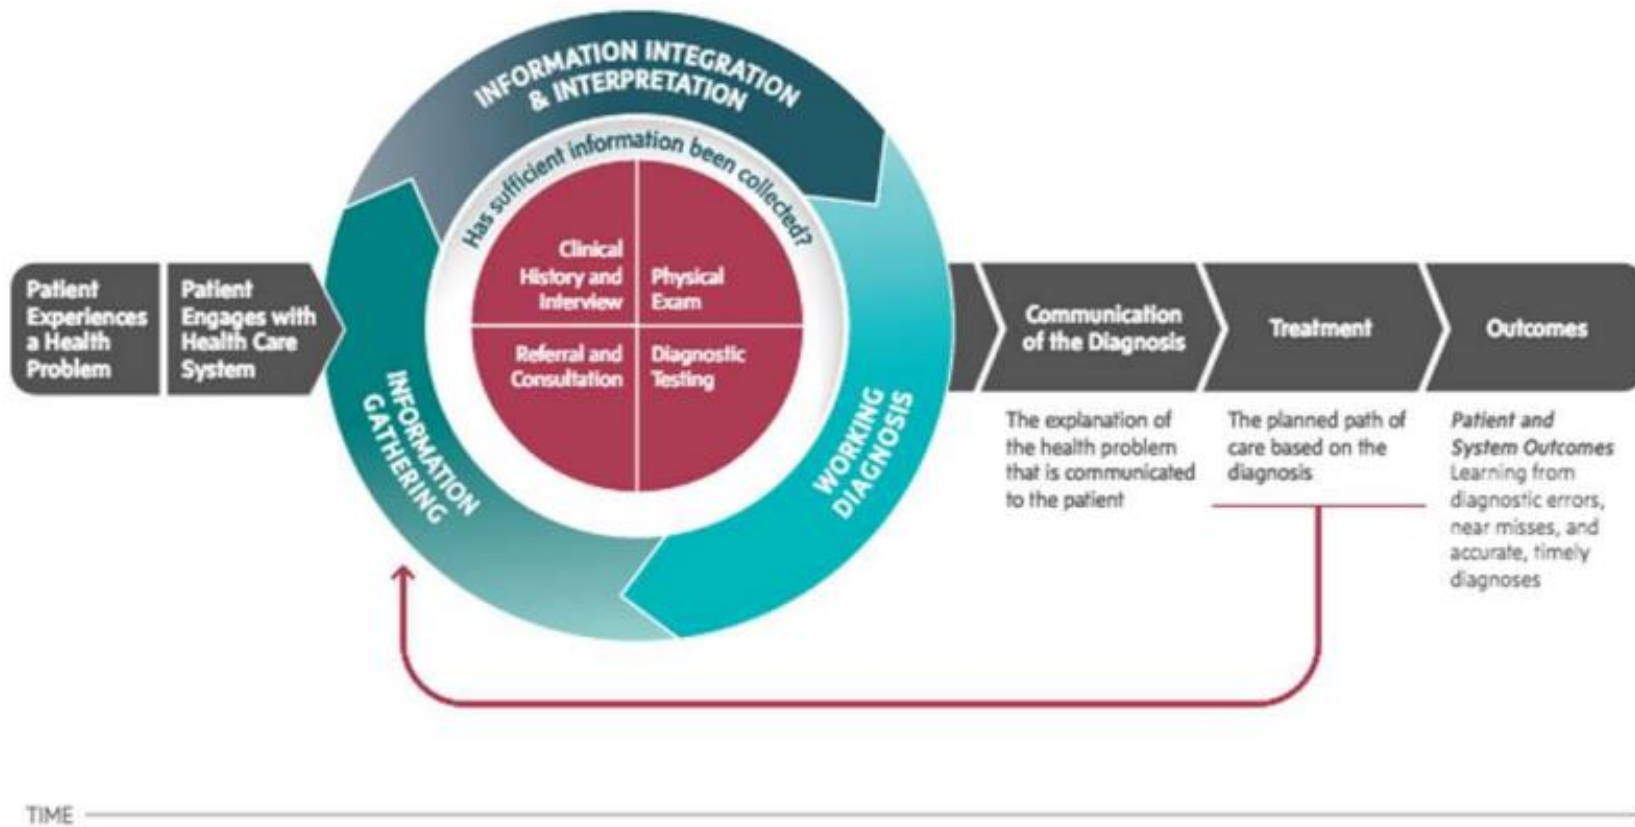 INFORMATION INTEGRATION
& INTERPRETATION
Has sufficient information been collected?
Clinical
History and
Interview
Physical
Exam
Referral and
Consultation
Diagnostic
Testing
INFORMATION
GATHERING
WORKING
DIAGNOSIS
Patient
Experiences
a Health
Problem
Patient
Engages with
Health Care
System
Communication
of the Diagnosis
Treatment
Outcomes
The explanation of
the health problem
that is communicated
to the patient
The planned path of
care based on the
diagnosis
Patient and
System Outcomes
Learning from
diagnostic errors,
near misses, and
accurate, timely
diagnoses
TIME